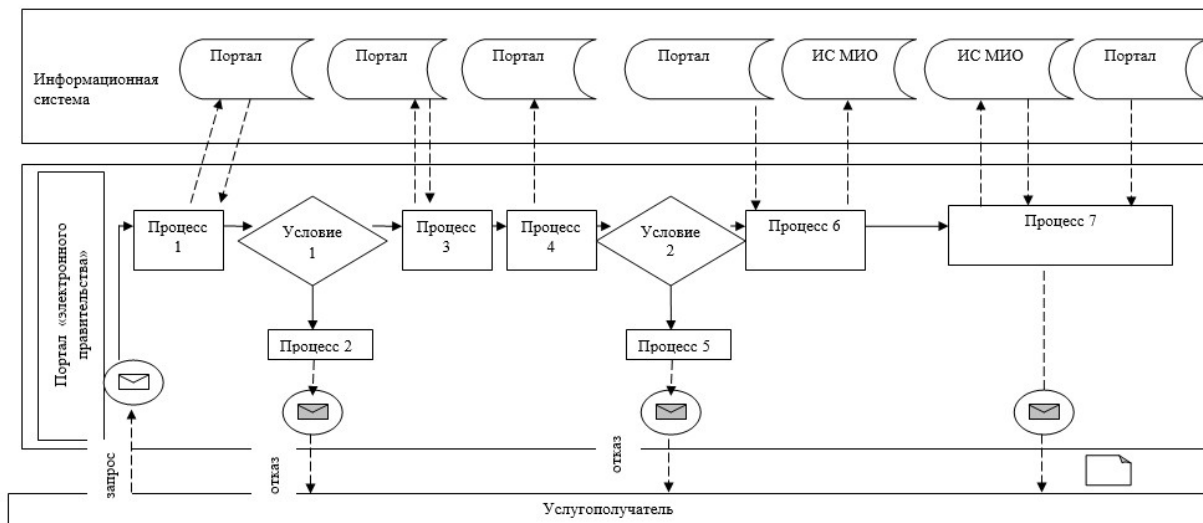 Портал
Портал
Портал
Портал
ИС МИО
ИС МИО
Портал
Информационная
система
Портал «электронного
правительства»
Процесс
1
Условие
1
Процесс
3
Процесс
4
Условие
2
Процесс 6
Процесс 7
Процесс 2
Процесс 5
запрос
отказ
отказ
Услугополучатель